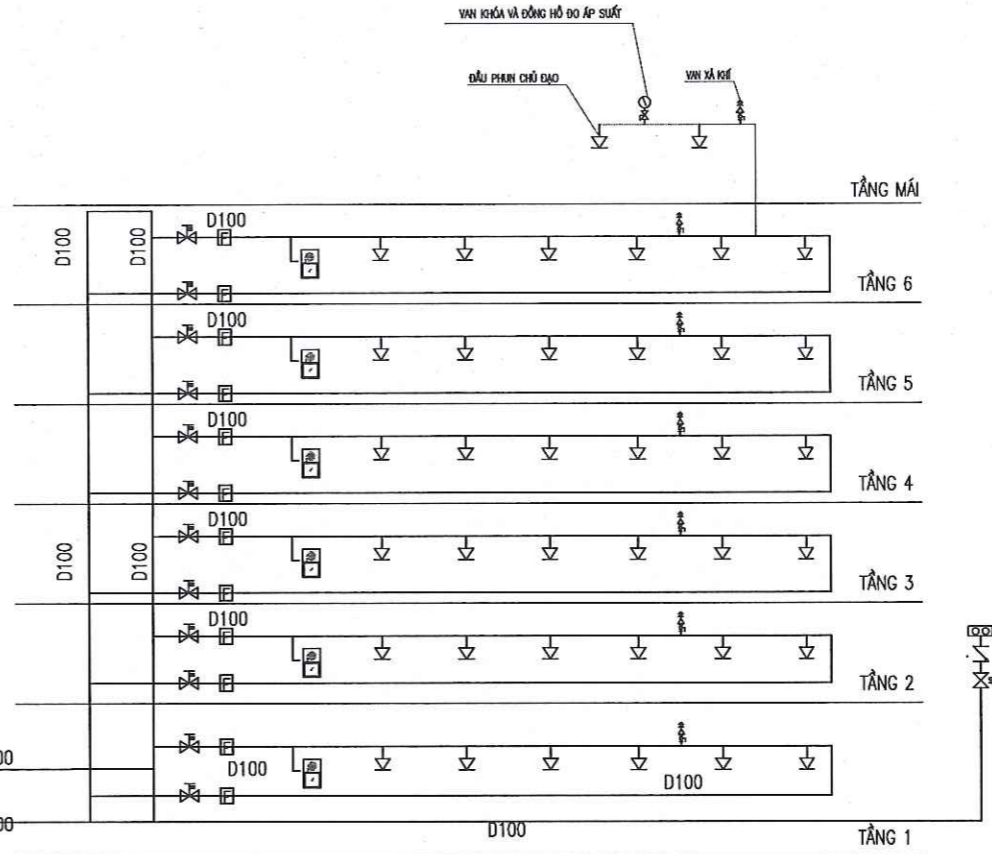 VAN KHÓA VÀ ĐỒNG HỒ ĐO ÁP SUẤT
ĐẦU PHUN CHỦ ĐẠO
VAN XẢ KHÍ
TẦNG MÁI
D100
D100
D100
F
F
TẦNG 6
D100
F
F
TẦNG 5
D100
F
F
TẦNG 4
D100
D100
D100
F
F
TẦNG 3
D100
F
F
TẦNG 2
F
D100
D100
F
D100
TẦNG 1